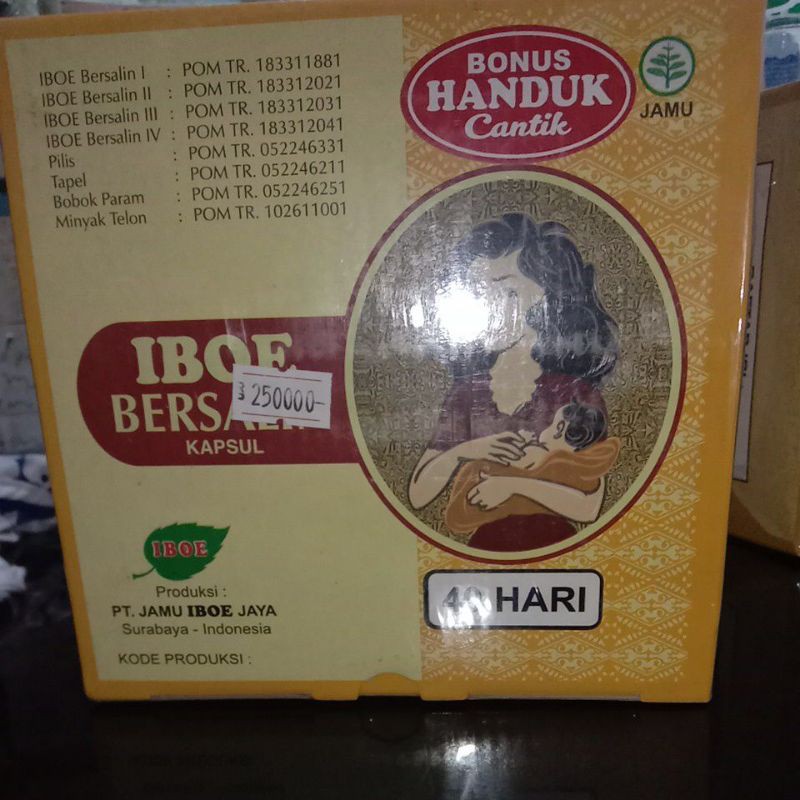 IBOE Bersalin I : POM TR. 183311881
IBOE Bersalin II : POM TR. 183312021
IBOE Bersalin III : POM TR. 183312031
IBOE Bersalin IV : POM TR. 183312041
Pilis : POM TR. 052246331
Tapel : POM TR. 052246211
Bobok Param : POM TR. 052246251
Minyak Telon : POM TR. 102611001
BONUS
HANDUK
Cantik
JAMU
IBOE
BERSALIN
KAPSUL
250000-
IBOE
Produksi :
PT. JAMU IBOE JAYA
Surabaya - Indonesia
KODE PRODUKSI :
40 HARI